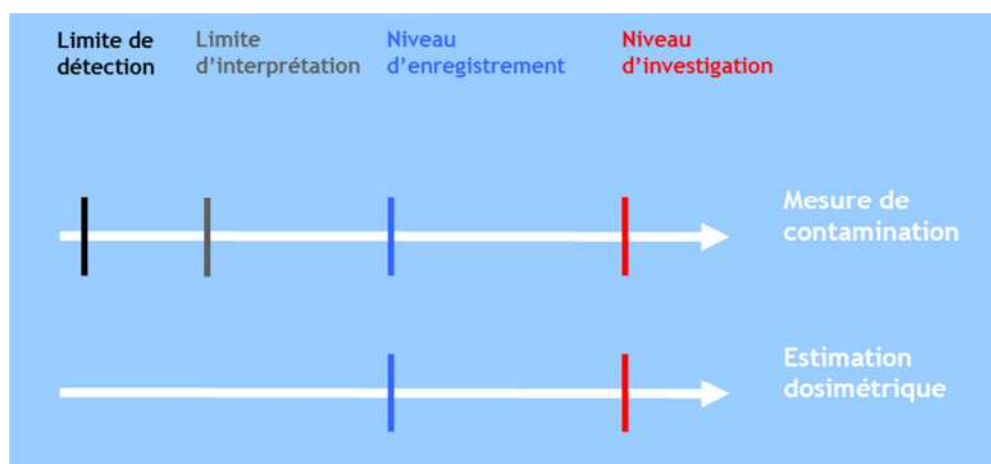 Limite de
détection
Limite
d'interprétation
Niveau
d'enregistrement
Niveau
d'investigation
Mesure de
contamination
Estimation
dosimétrique